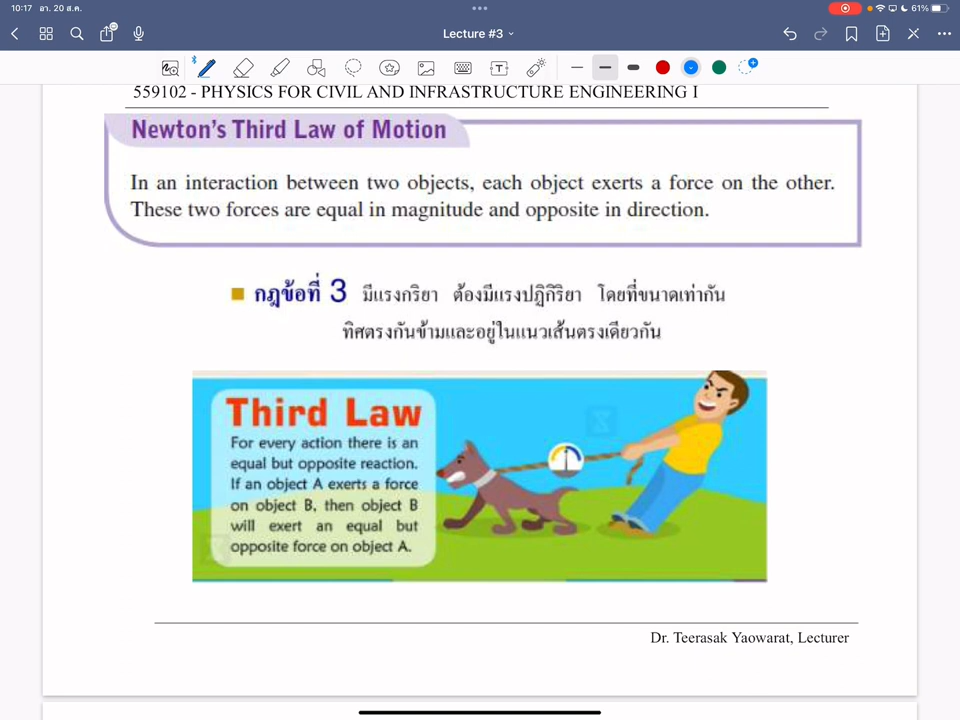 10:17 อา. 20 ส.ค.
61%
Lecture #3
559102 - PHYSICS FOR CIVIL AND INFRASTRUCTURE ENGINEERING I
Newton's Third Law of Motion
In an interaction between two objects, each object exerts a force on the other.
These two forces are equal in magnitude and opposite in direction.
กฎข้อที่ 3 มีแรงกริยา ต้องมีแรงปฏิกิริยา โดยที่ขนาดเท่ากัน
ทิศตรงกันข้ามและอยู่ในแนวเส้นตรงเดียวกัน
Third Law
For every action there is an
equal but opposite reaction.
If an object A exerts a force
on object B, then object B
will exert an equal but
opposite force on object A.
Dr. Teerasak Yaowarat, Lecturer